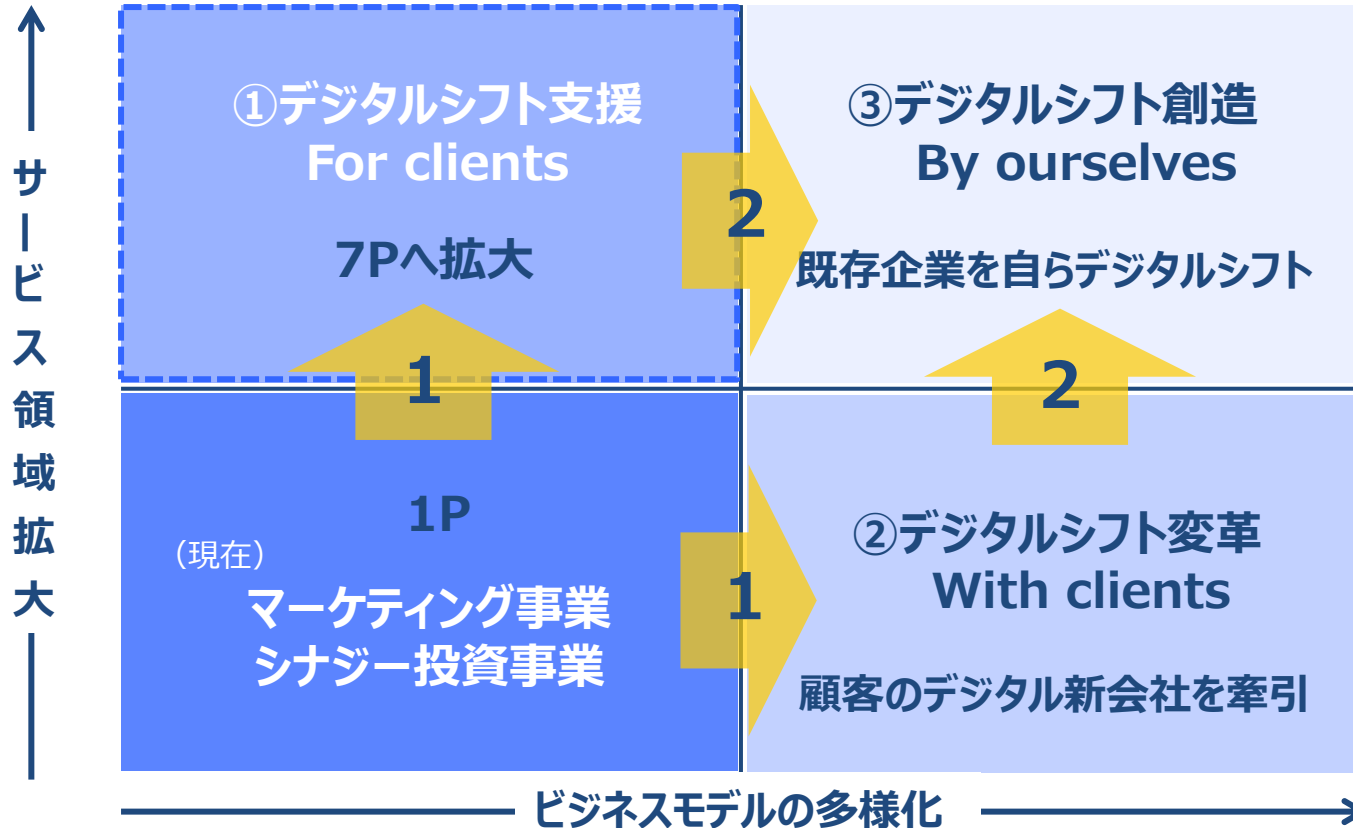 サービス領域拡大
①デジタルシフト支援
For clients
7Pへ拡大
1
2
③デジタルシフト創造
By ourselves
既存企業を自らデジタルシフト
2
1P
（現在）
マーケティング事業
シナジー投資事業
1
②デジタルシフト変革
With clients
顧客のデジタル新会社を牽引
ビジネスモデルの多様化